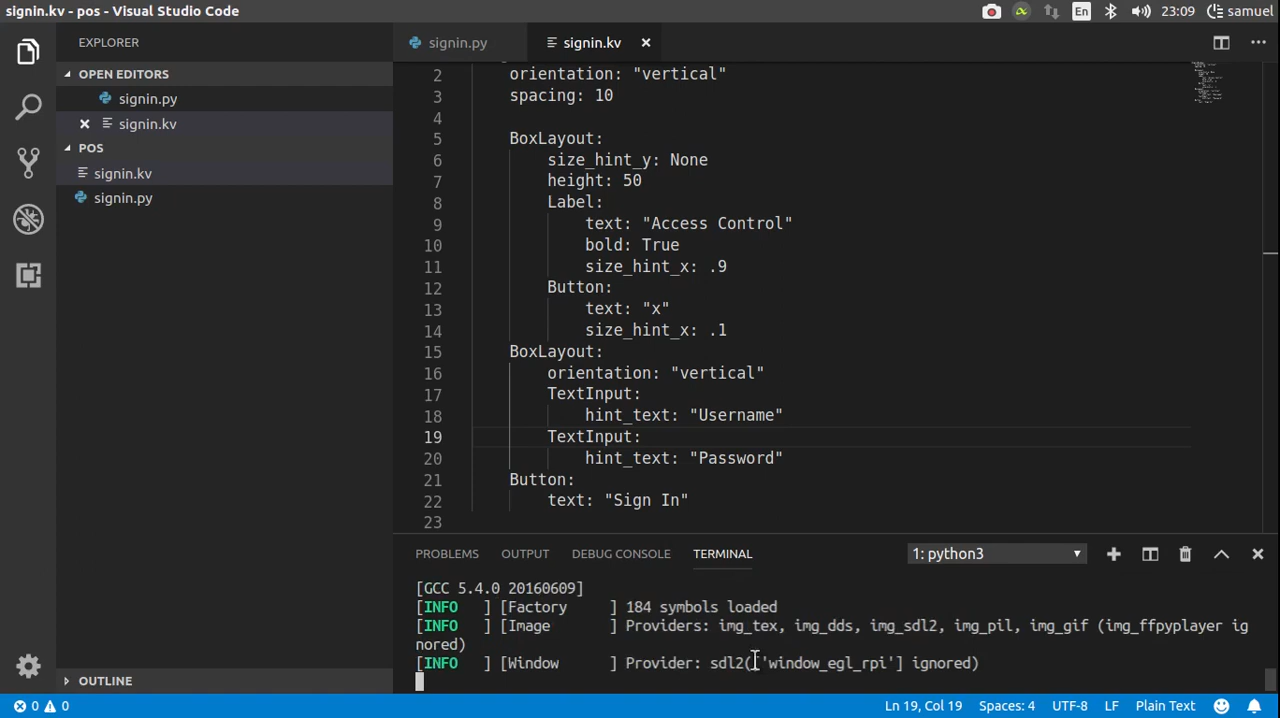 signin.kv - pos - Visual Studio Code
En
23:09
samuel
EXPLORER
OPEN EDITORS
signin.py
signin.kv
POS
signin.kv
signin.py
OUTLINE
signin.py
signin.kv
2 orientation: "vertical"
3 spacing: 10
4
5 BoxLayout:
6 size_hint_y: None
7 height: 50
8 Label:
9 text: "Access Control"
10 bold: True
11 size_hint_x: .9
12 Button:
13 text: "x"
14 size_hint_x: .1
15 BoxLayout:
16 orientation: "vertical"
17 TextInput:
18 hint_text: "Username"
19 TextInput:
20 hint_text: "Password"
21 Button:
22 text: "Sign In"
23
PROBLEMS OUTPUT DEBUG CONSOLE TERMINAL
1: python3
[GCC 5.4.0 20160609]
[INFO   ] [Factory     ] 184 symbols loaded
[INFO   ] [Image       ] Providers: img_tex, img_dds, img_sdl2, img_pil, img_gif (img_ffpyplayer ig
nored)
[INFO   ] [Window      ] Provider: sdl2(['window_egl_rpi'] ignored)
0 0
Ln 19, Col 19 Spaces: 4 UTF-8 LF Plain Text